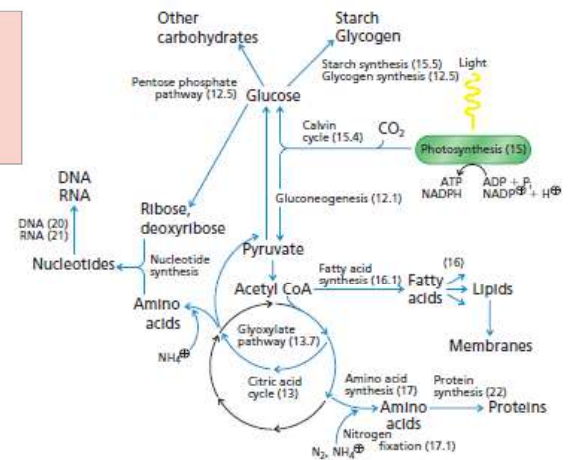 Other
carbohydrates
Starch
Glycogen
Pentose phosphate
pathway (12.5)
Glucose
Starch synthesis (15.5)
Glycogen synthesis (12.5)
Light
Calvin
cycle (15.4)
CO₂
Photosynthesis (15)
ATP
NADPH
ADP + Pi
NADP⊕ + H⊕
DNA
RNA
DNA (20)
RNA (21)
Ribose,
deoxyribose
Gluconeogenesis (12.1)
Nucleotides
Nucleotide
synthesis
Pyruvate
Acetyl CoA
Fatty acid
synthesis (16.1)
Fatty
acids
(16)
Lipids
Membranes
Amino
acids
NH₄⊕
Glyoxylate
pathway (13.7)
Citric acid
cycle (13)
Amino acid
synthesis (17)
Amino
acids
Protein
synthesis (22)
Proteins
Nitrogen
fixation (17.1)
N₂, NH₄⊕